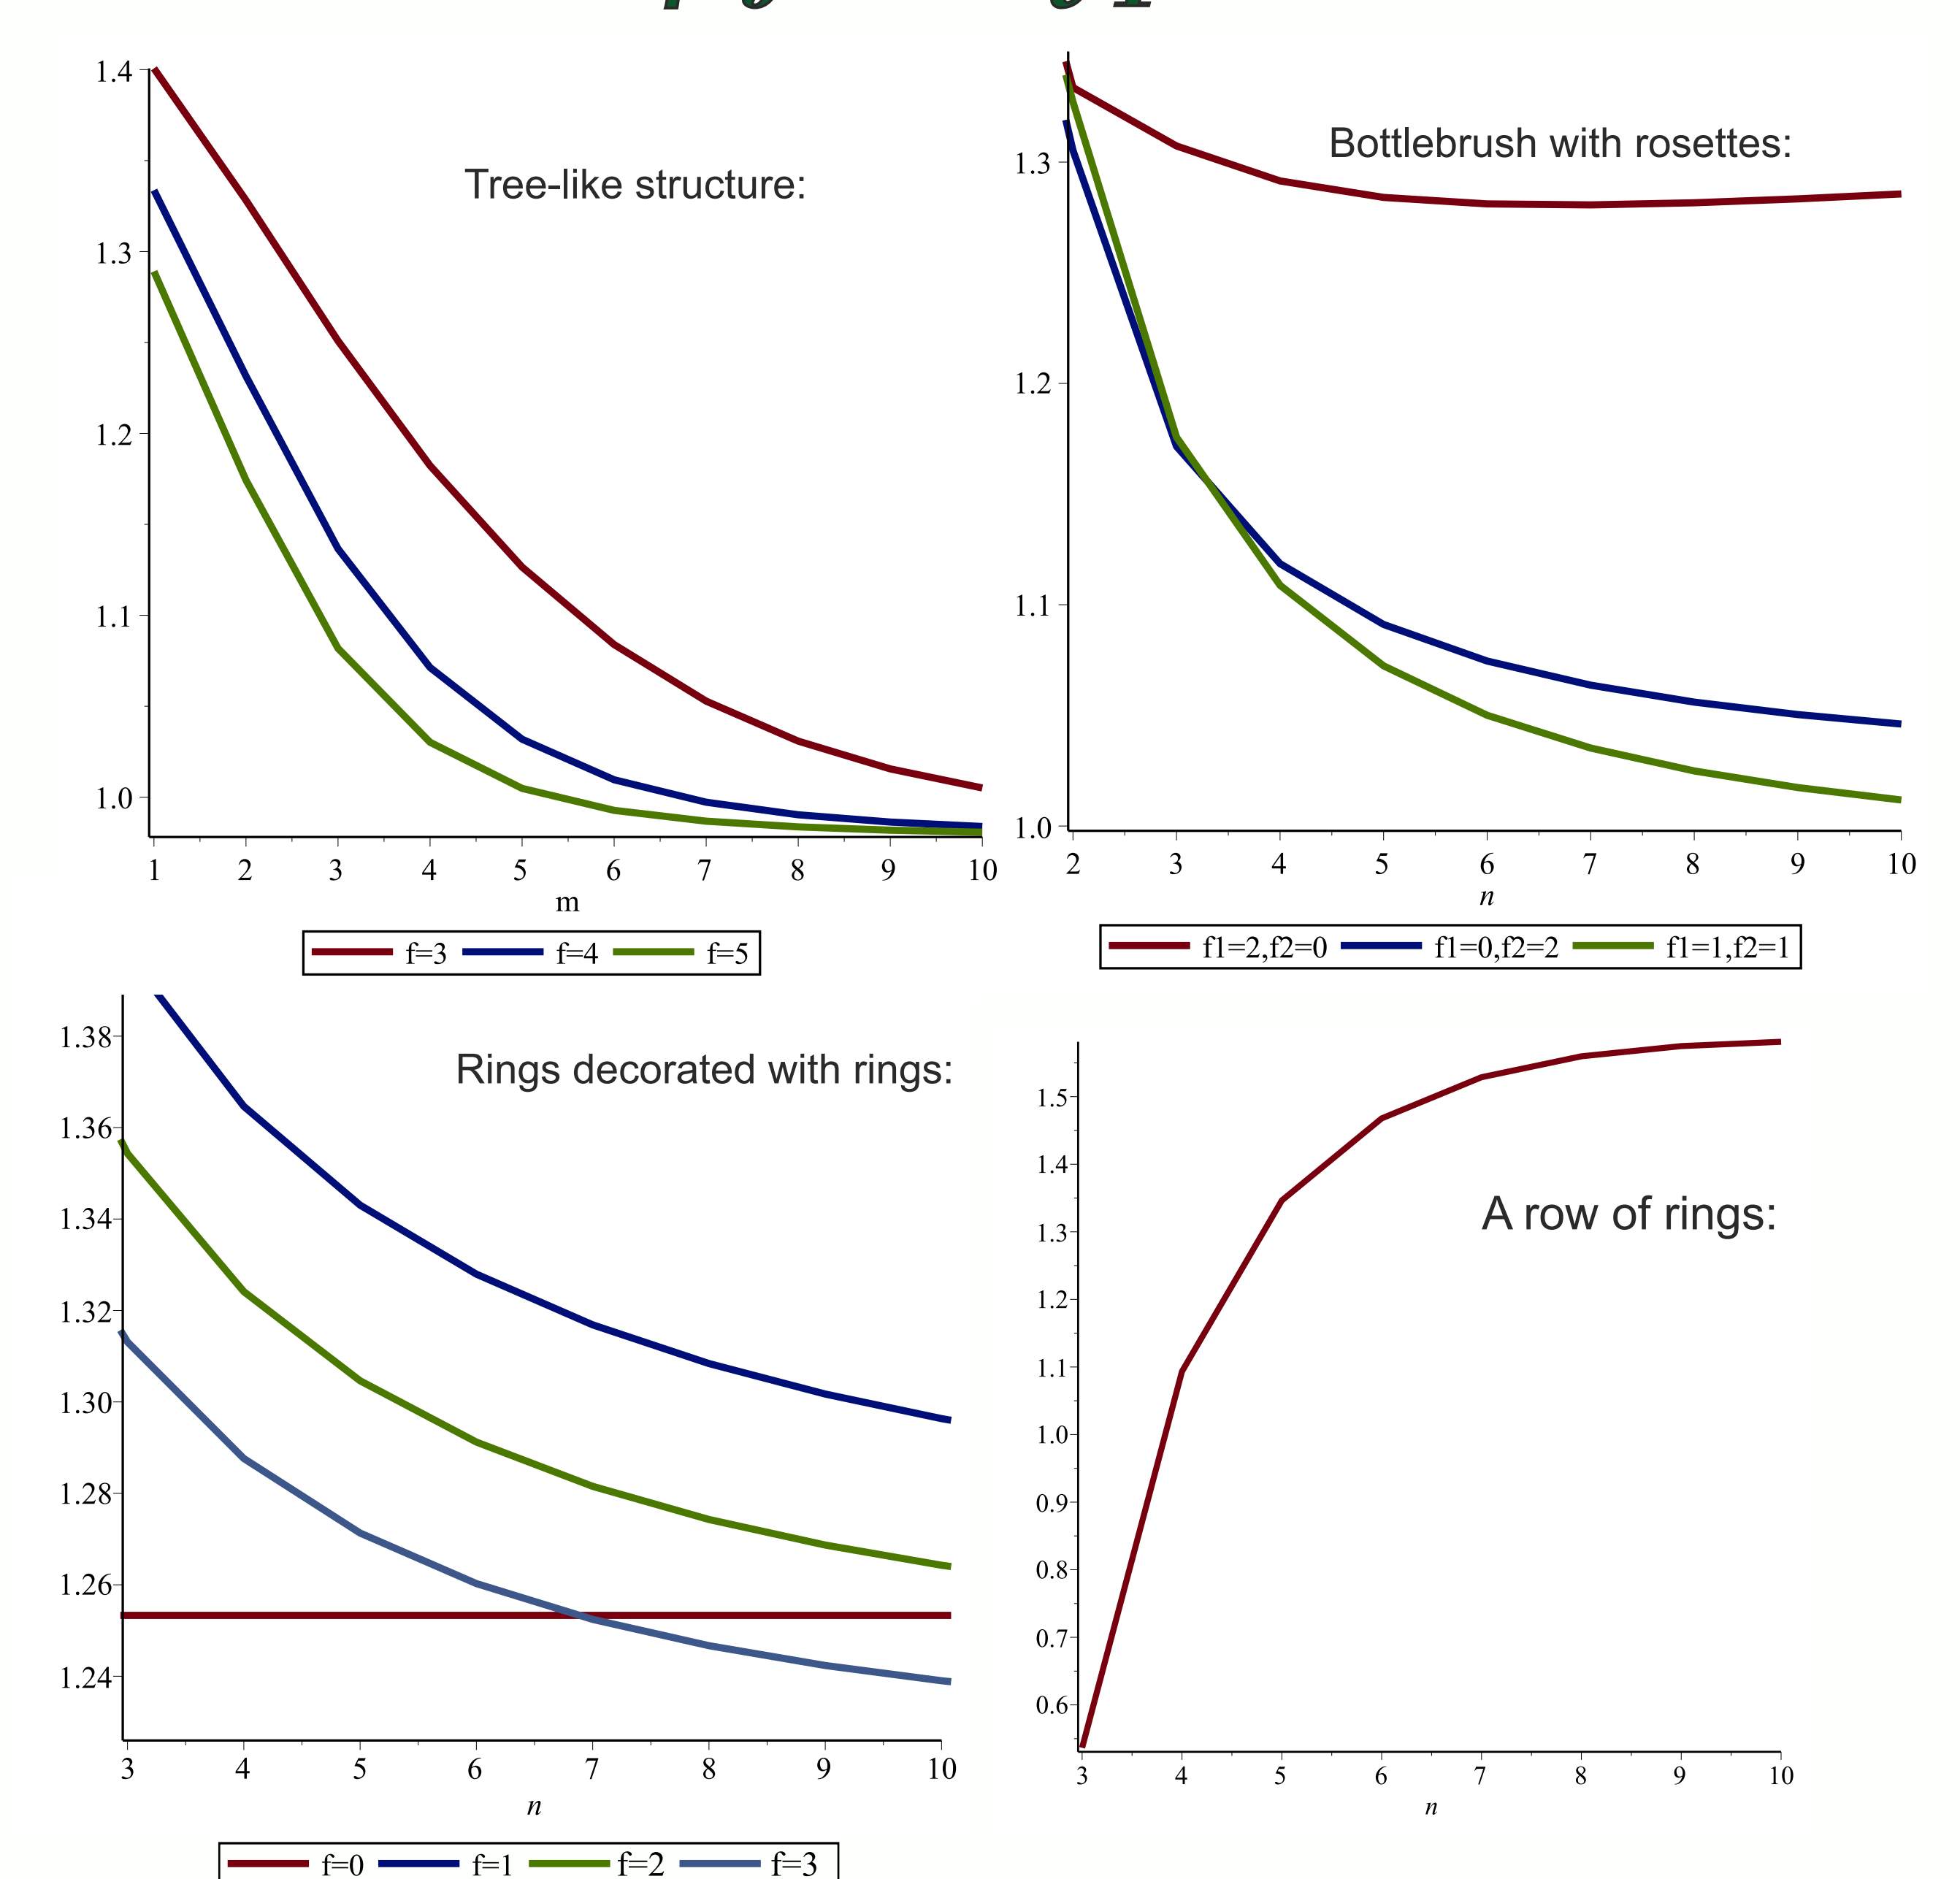 Tree-like structure:
1.4
1.3
1.2
1.1
1.0
1 2 3 4 5 6 7 8 9 10
m
f=3 f=4 f=5
Bottlebrush with rosettes:
1.3
1.2
1.1
1.0
2 3 4 5 6 7 8 9 10
n
f1=2,f2=0 f1=0,f2=2 f1=1,f2=1
Rings decorated with rings:
1.38
1.36
1.34
1.32
1.30
1.28
1.26
1.24
3 4 5 6 7 8 9 10
n
f=0 f=1 f=2 f=3
A row of rings:
1.5
1.4
1.3
1.2
1.1
1.0
0.9
0.8
0.7
0.6
3 4 5 6 7 8 9 10
n